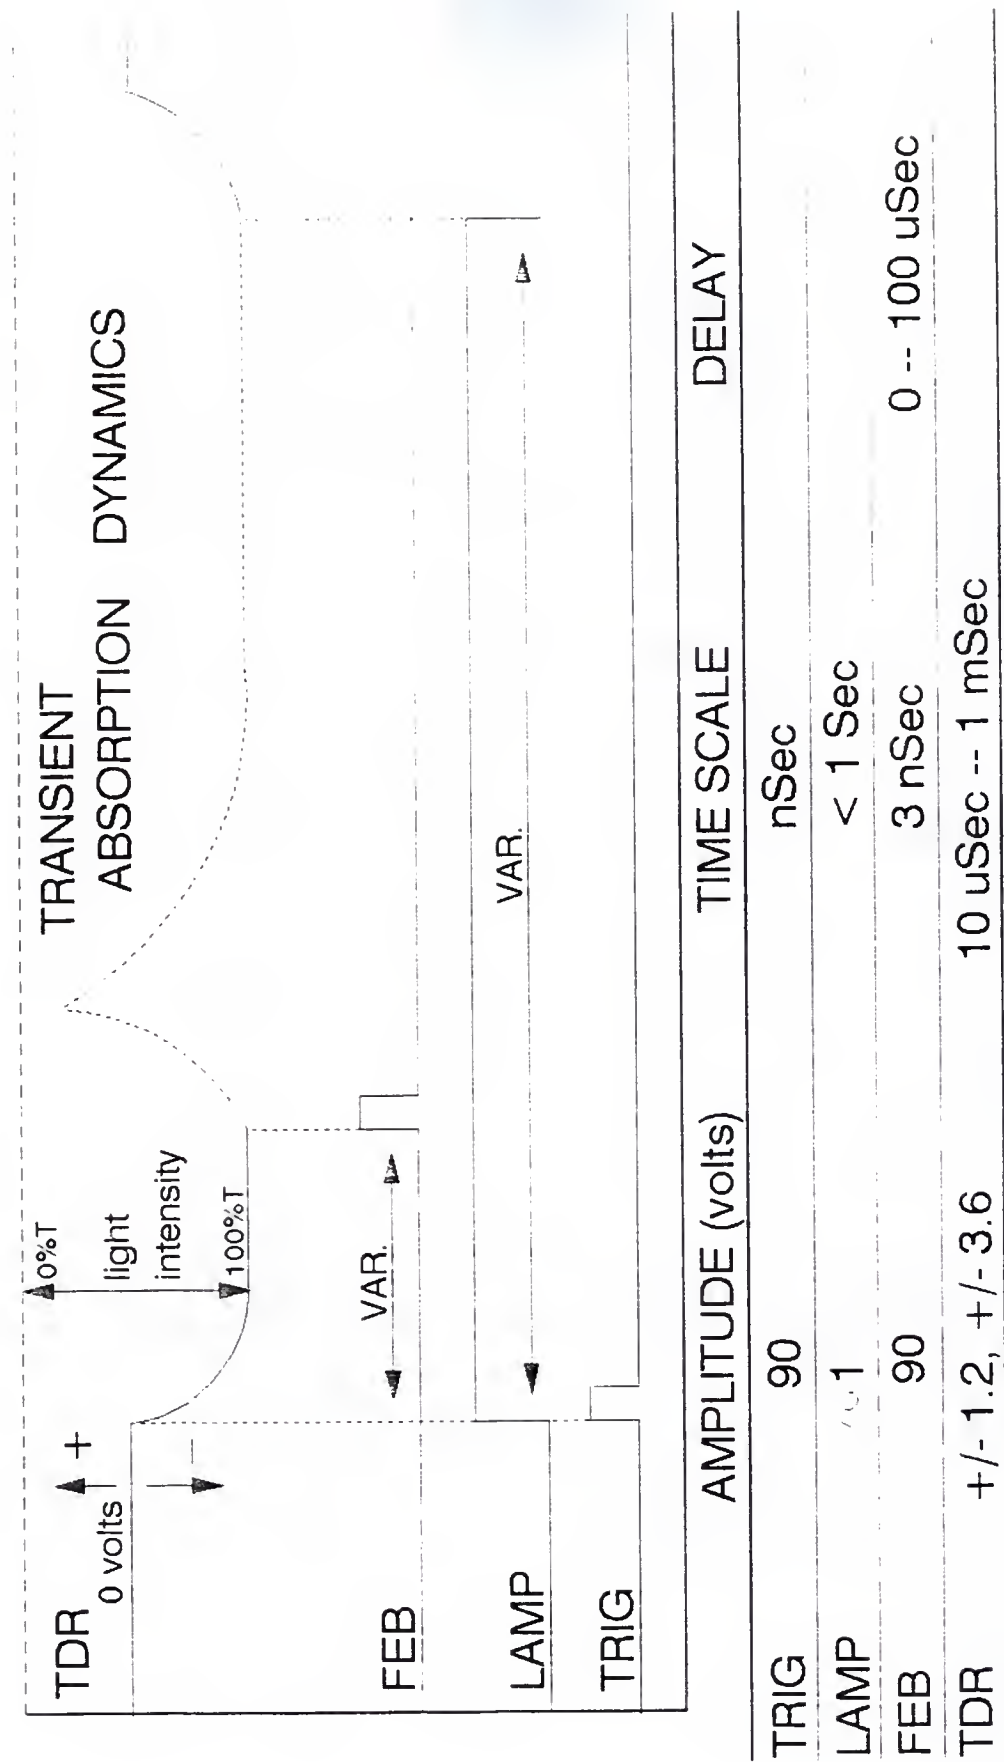 TDR
0 volts
+
0%T
light
intensity
100%T
TRANSIENT
ABSORPTION DYNAMICS
FEB
VAR.
LAMP
VAR.
TRIG
AMPLITUDE (volts) TIME SCALE DELAY
TRIG 90 nSec
LAMP 1 < 1 Sec
FEB 90 3 nSec 0 -- 100 uSec
TDR +/- 1.2, +/- 3.6 10 uSec -- 1 mSec